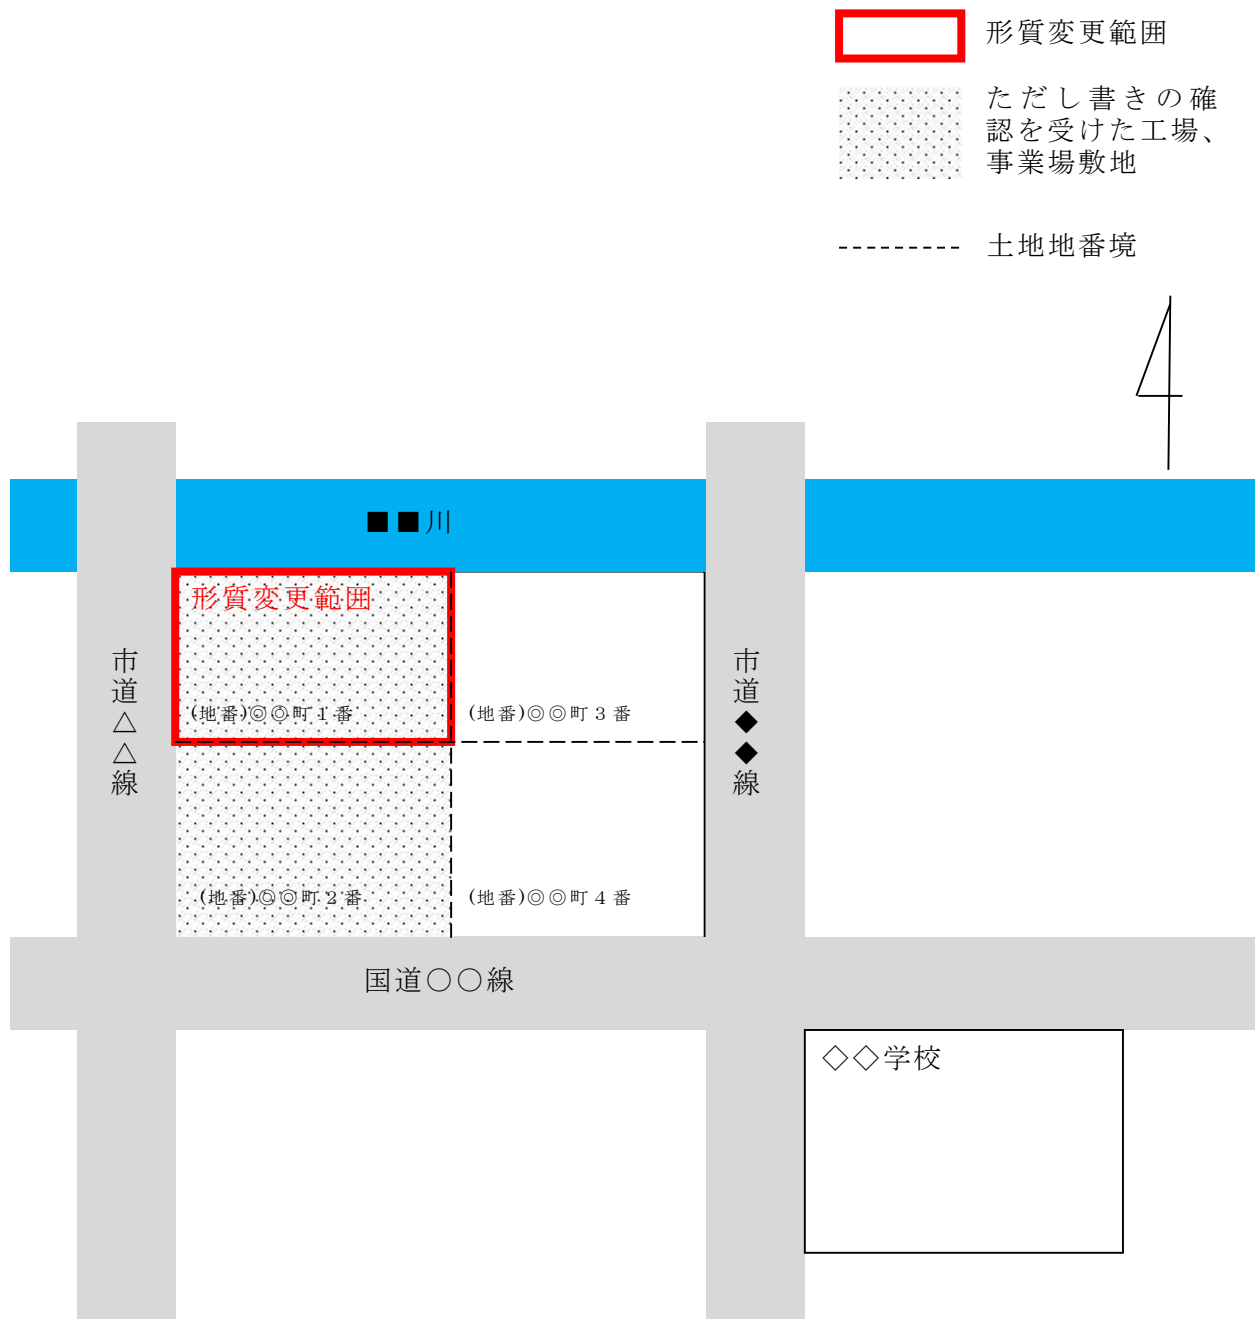 形質変更範囲
ただし書きの確
認を受けた工場、
事業場敷地
土地地番境
■■川
形質変更範囲
市道△△線
(地番)◎◎町1番
(地番)◎◎町3番
市道◆◆線
(地番)◎◎町2番
(地番)◎◎町4番
国道○○線
◇◇学校